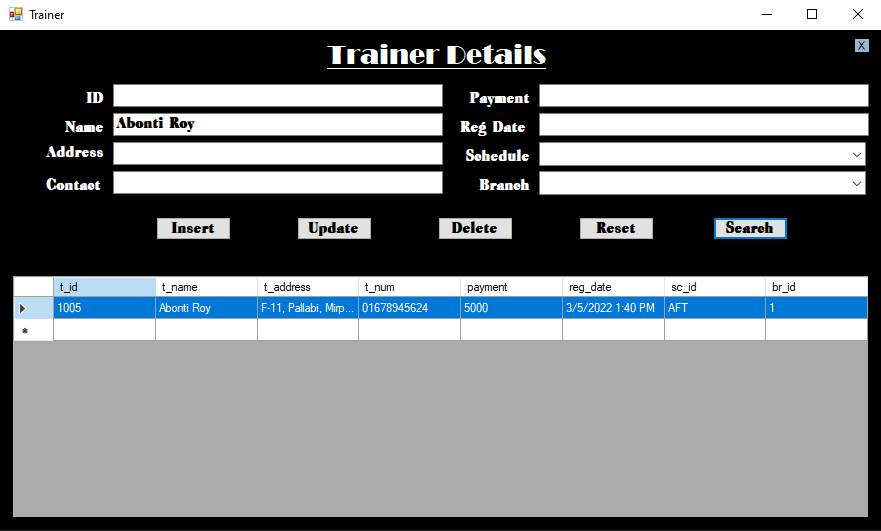 Trainer
Trainer Details
X
ID
Payment
Name Abonti Roy
Reg Date
Address
Schedule
Contact
Branch
Insert Update Delete Reset Search
t_id t_name t_address t_num payment reg_date sc_id br_id
1005 Abonti Roy F-11, Pallabi, Mirp... 01678945624 5000 3/5/2022 1:40 PM AFT 1